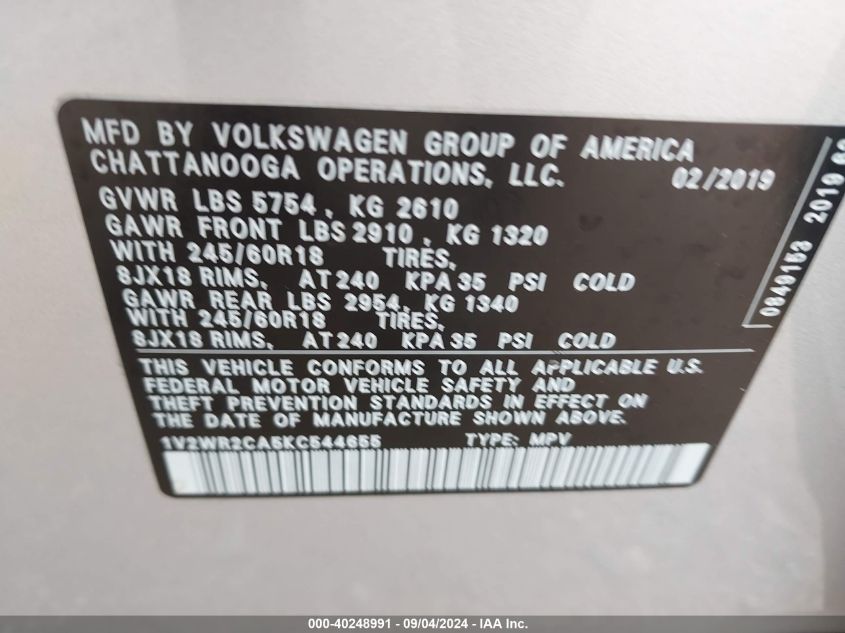 MFD BY VOLKSWAGEN GROUP OF AMERICA
CHATTANOOGA OPERATIONS, LLC. 02/2019
GVWR LBS 5754, KG 2610
GAWR FRONT LBS 2910, KG 1320
WITH 245/60R18 TIRES,
8JX18 RIMS, AT 240 KPA 35 PSI COLD
GAWR REAR LBS 2954, KG 1340
WITH 245/60R18 TIRES,
8JX18 RIMS, AT 240 KPA 35 PSI COLD
THIS VEHICLE CONFORMS TO ALL APPLICABLE U.S.
FEDERAL MOTOR VEHICLE SAFETY AND
THEFT PREVENTION STANDARDS IN EFFECT ON
THE DATE OF MANUFACTURE SHOWN ABOVE.
1V2WR2CA5KC544655 TYPE: MPV
0849153 2019
000-40248991 - 09/04/2024 - IAA Inc.